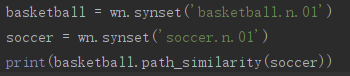 basketball = wn.synset('basketball.n.01')
soccer = wn.synset('soccer.n.01')
print(basketball.path_similarity(soccer))